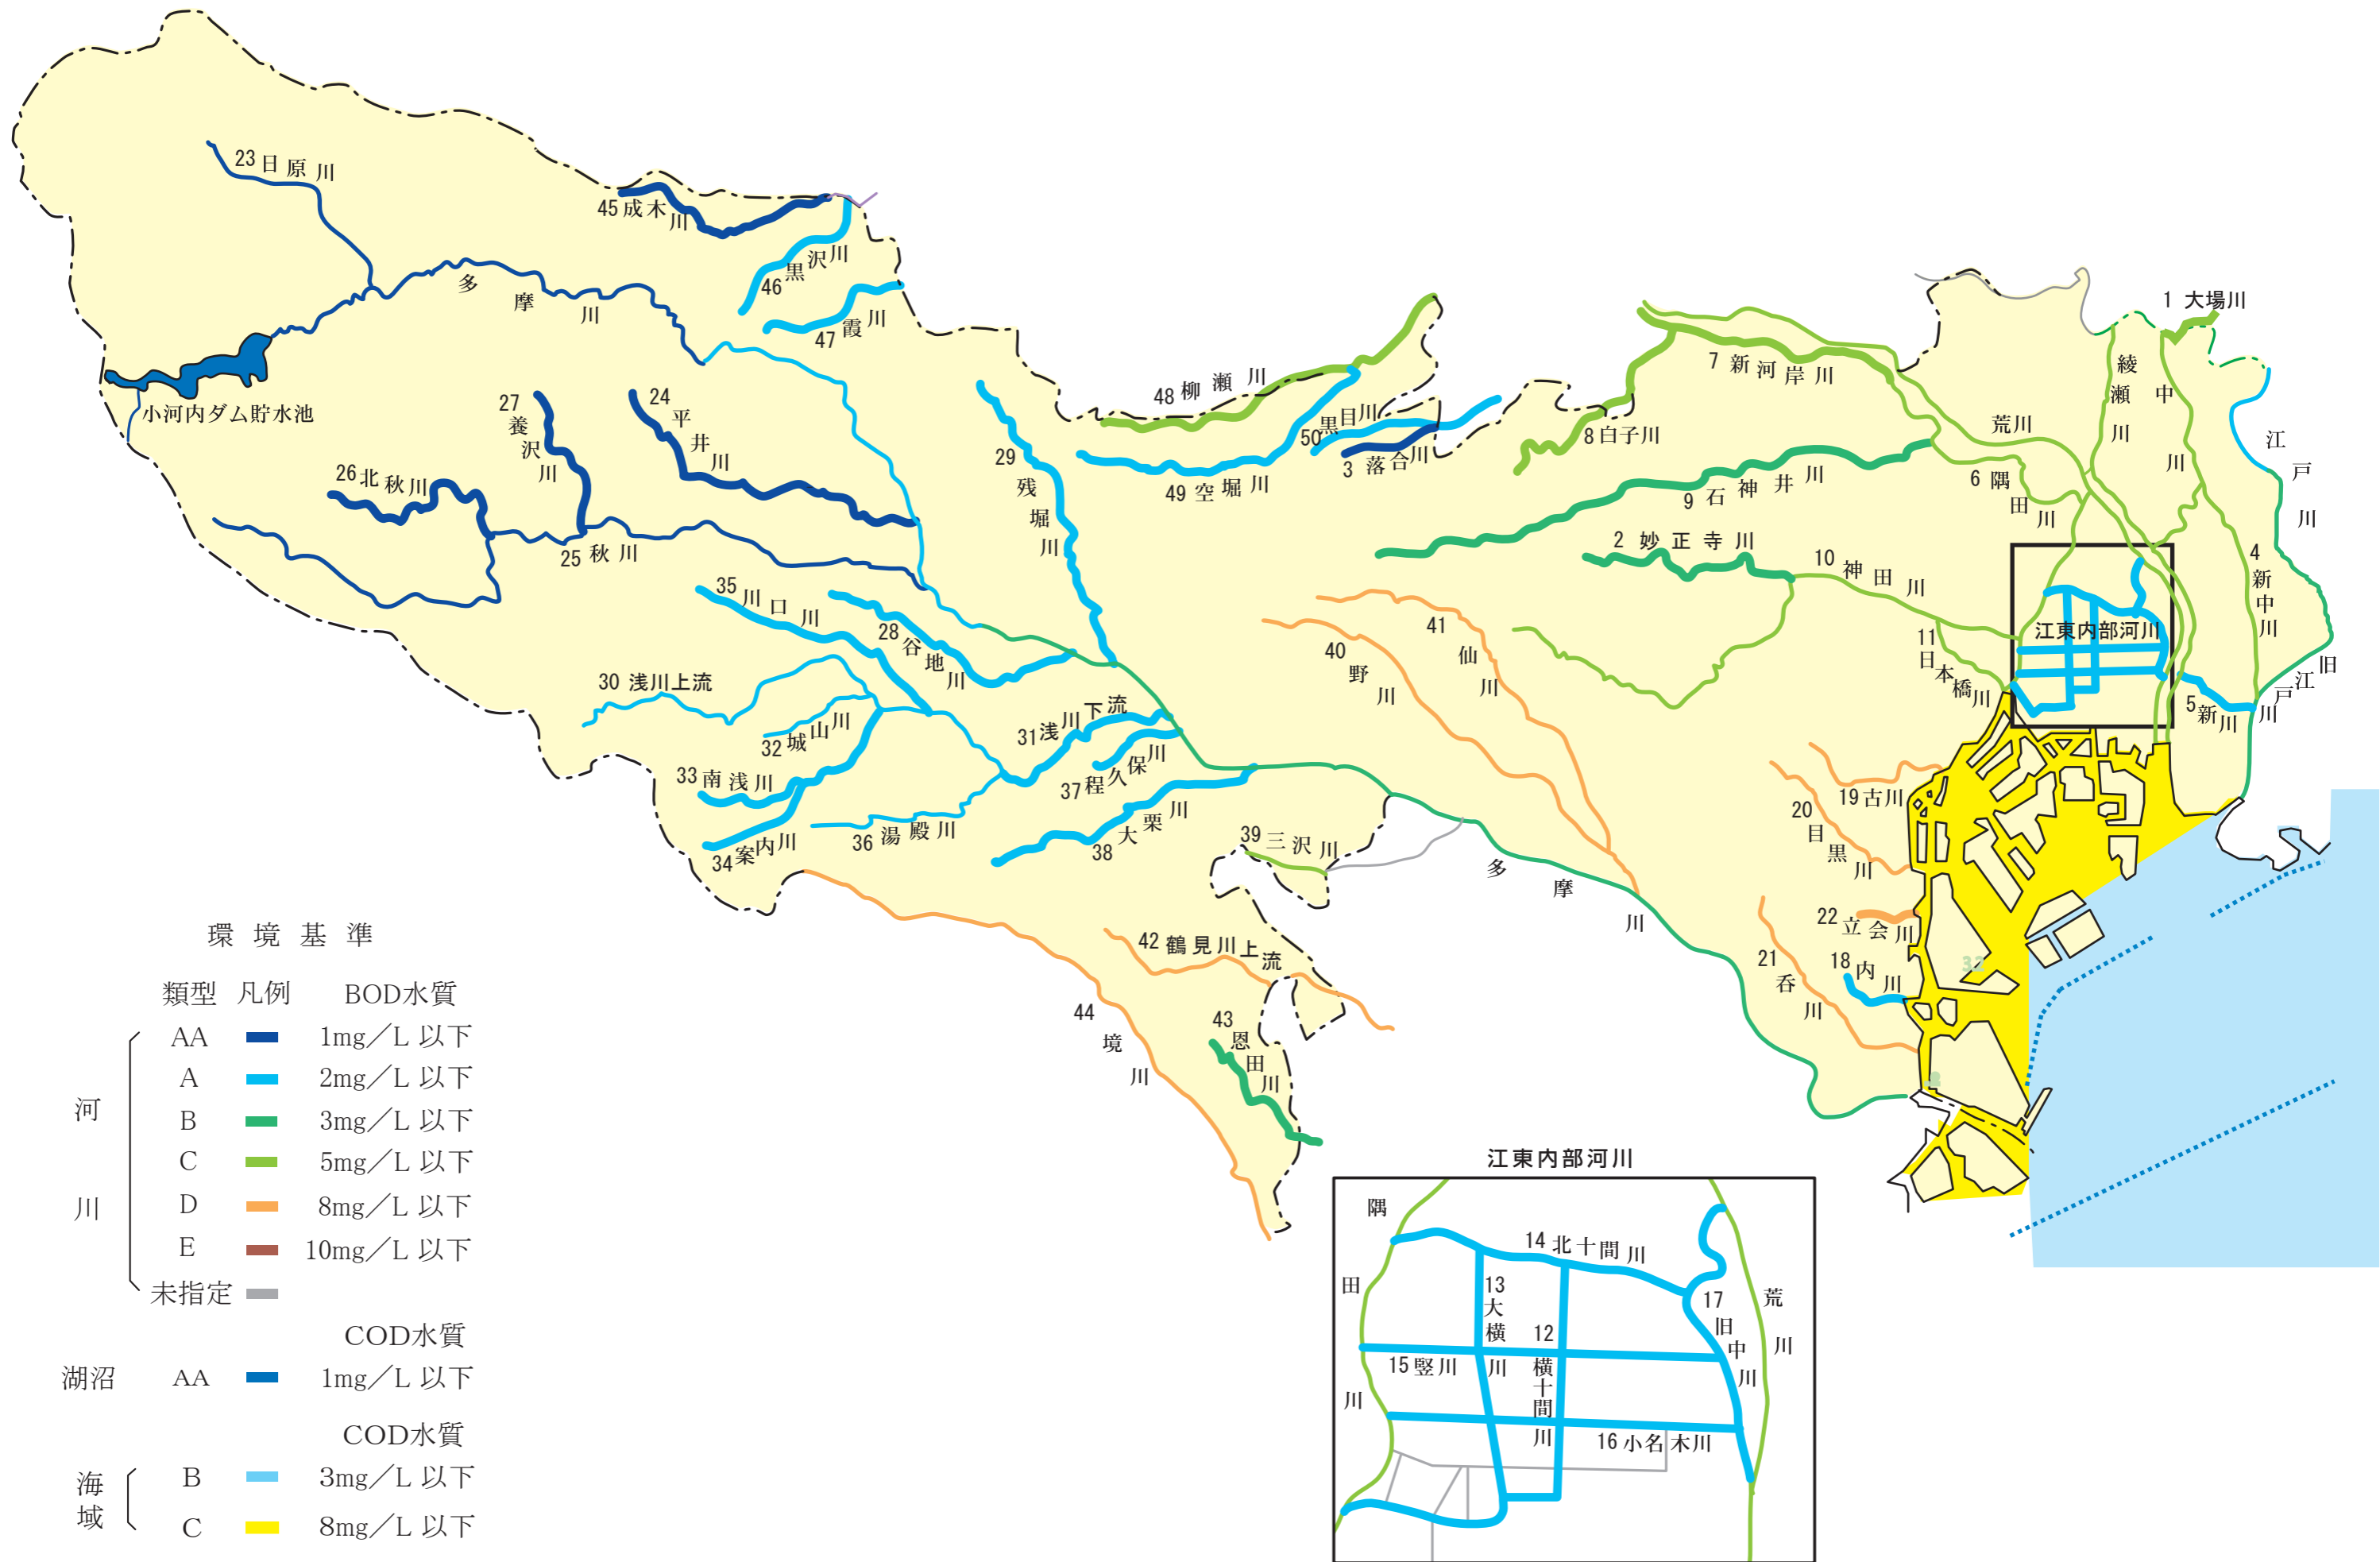 23 日原川
45 成木川
46 黒沢川
47 霞川
多摩川
小河内ダム貯水池
27 養沢川
24 平井川
26 北秋川
25 秋川
29 残堀川
48 柳瀬川
49 空堀川
50 黒目川
3 落合川
8 白子川
7 新河岸川
1 大場川
綾瀬川
中川
荒川
江戸川
6 隅田川
9 石神井川
2 妙正寺川
10 神田川
11 日本橋川
江東内部河川
4 新中川
5 新川
旧江戸川
35 川口川
28 谷地川
30 浅川上流
32 城山川
31 浅川下流
33 南浅川
34 案内川
36 湯殿川
37 程久保川
38 大栗川
39 三沢川
40 野川
41 仙川
多摩川
19 古川
20 目黒川
22 立会川
21 呑川
18 内川
32
2
42 鶴見川上流
43 恩田川
44 境川
環境基準
類型 凡例 BOD水質
河川
AA 1mg/L 以下
A 2mg/L 以下
B 3mg/L 以下
C 5mg/L 以下
D 8mg/L 以下
E 10mg/L 以下
未指定
COD水質
湖沼 AA 1mg/L 以下
COD水質
海域
B 3mg/L 以下
C 8mg/L 以下
江東内部河川
隅田川
14 北十間川
13 大横川
12 横十間川
17 旧中川
荒川
15 竪川
16 小名木川